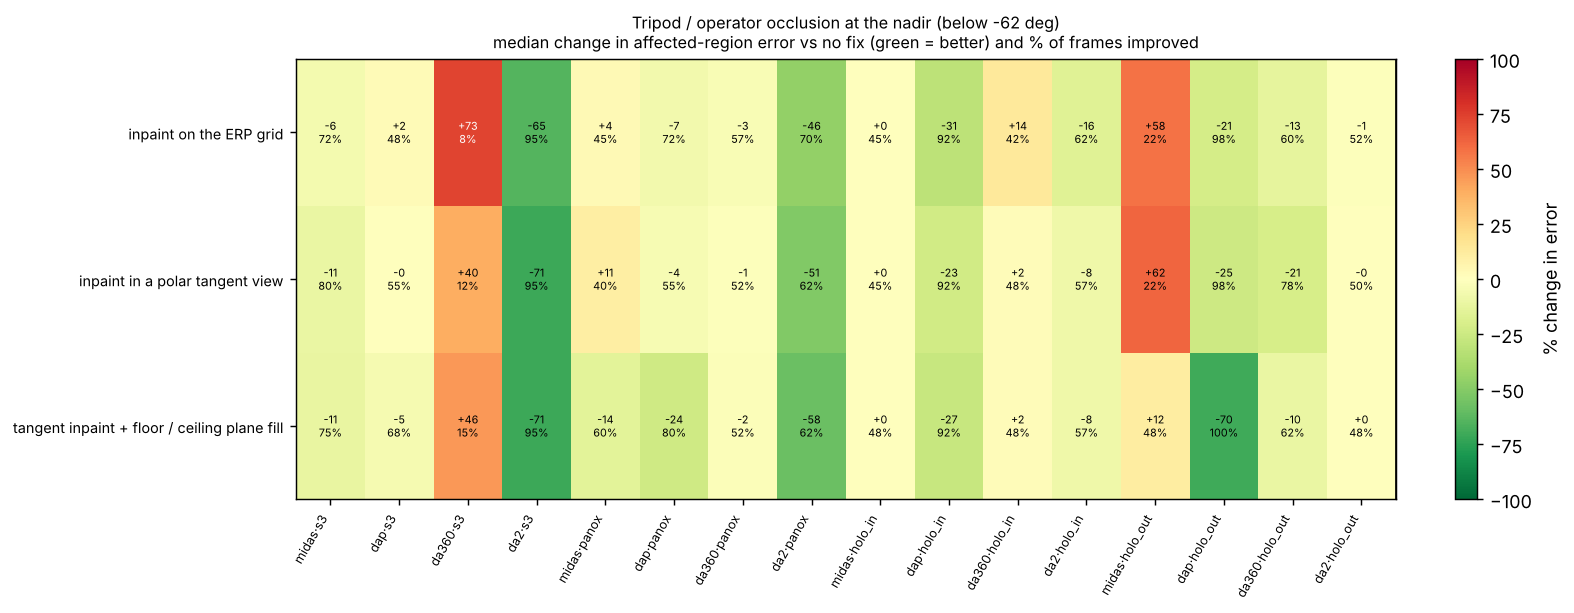 Tripod / operator occlusion at the nadir (below -62 deg)
median change in affected-region error vs no fix (green = better) and % of frames improved
inpaint on the ERP grid
-6 +2 +73 -65 +4 -7 -3 -46 +0 -31 +14 -16 +58 -21 -13 -1
72% 48% 8% 95% 45% 72% 57% 70% 45% 92% 42% 62% 22% 98% 60% 52%
inpaint in a polar tangent view
-11 -0 +40 -71 +11 -4 -1 -51 +0 -23 +2 -8 +62 -25 -21 -0
80% 55% 12% 95% 40% 55% 52% 62% 45% 92% 48% 57% 22% 98% 78% 50%
tangent inpaint + floor / ceiling plane fill
-11 -5 +46 -71 -14 -24 -2 -58 +0 -27 +2 -8 +12 -70 -10 +0
75% 68% 15% 95% 60% 80% 52% 62% 48% 92% 48% 57% 48% 100% 62% 48%
midas·s3
dap·s3
da360·s3
da2·s3
midas·panox
dap·panox
da360·panox
da2·panox
midas·holo_in
dap·holo_in
da360·holo_in
da2·holo_in
midas·holo_out
dap·holo_out
da360·holo_out
da2·holo_out
100
75
50
25
0
−25
−50
−75
−100
% change in error